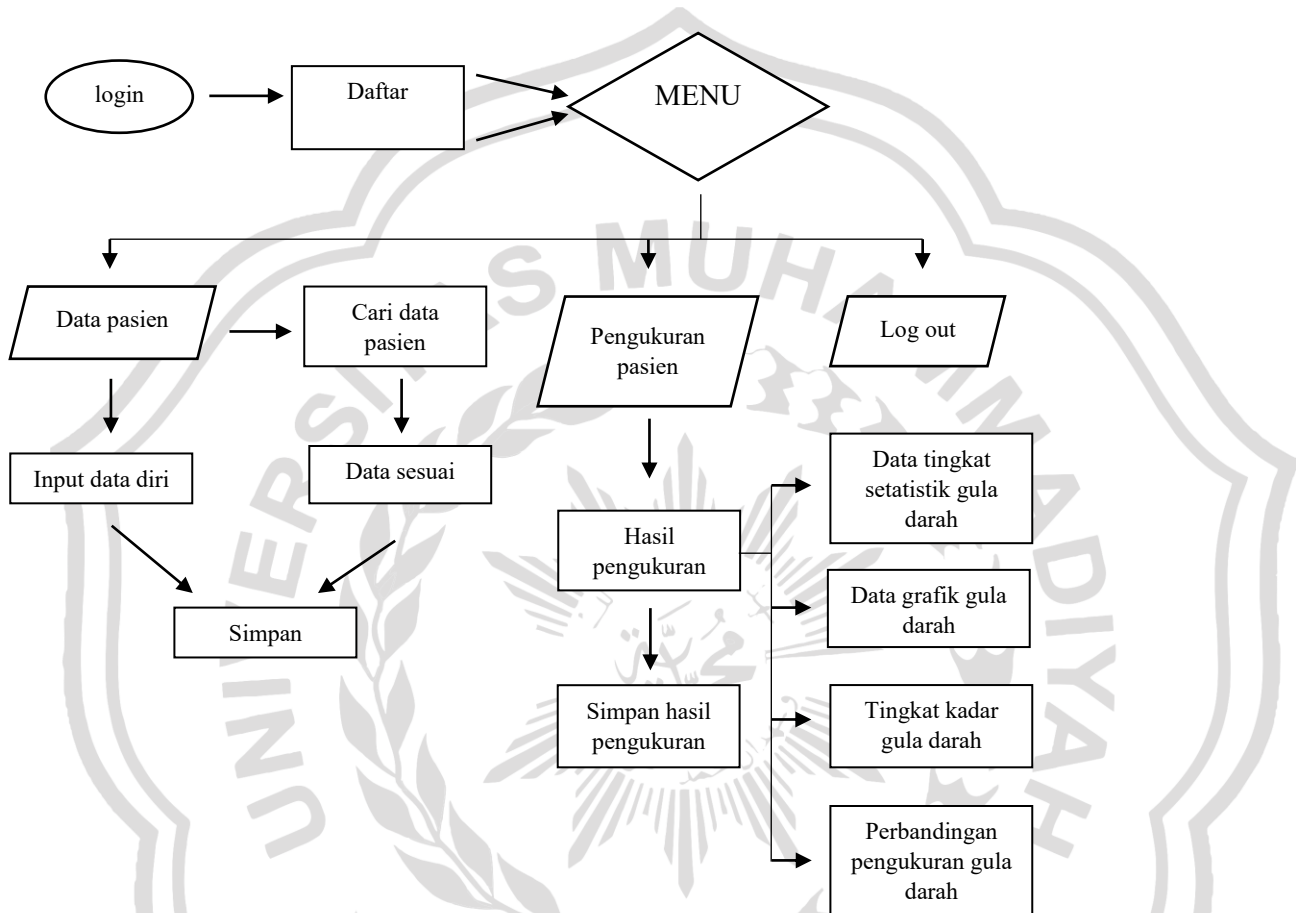 login
Daftar
MENU
Data pasien
Cari data
pasien
Pengukuran
pasien
Log out
Input data diri
Data sesuai
Simpan
Hasil
pengukuran
Simpan hasil
pengukuran
Data tingkat
setatistik gula
darah
Data grafik gula
darah
Tingkat kadar
gula darah
Perbandingan
pengukuran gula
darah
UNIVERSITAS MUHAMMADIYAH